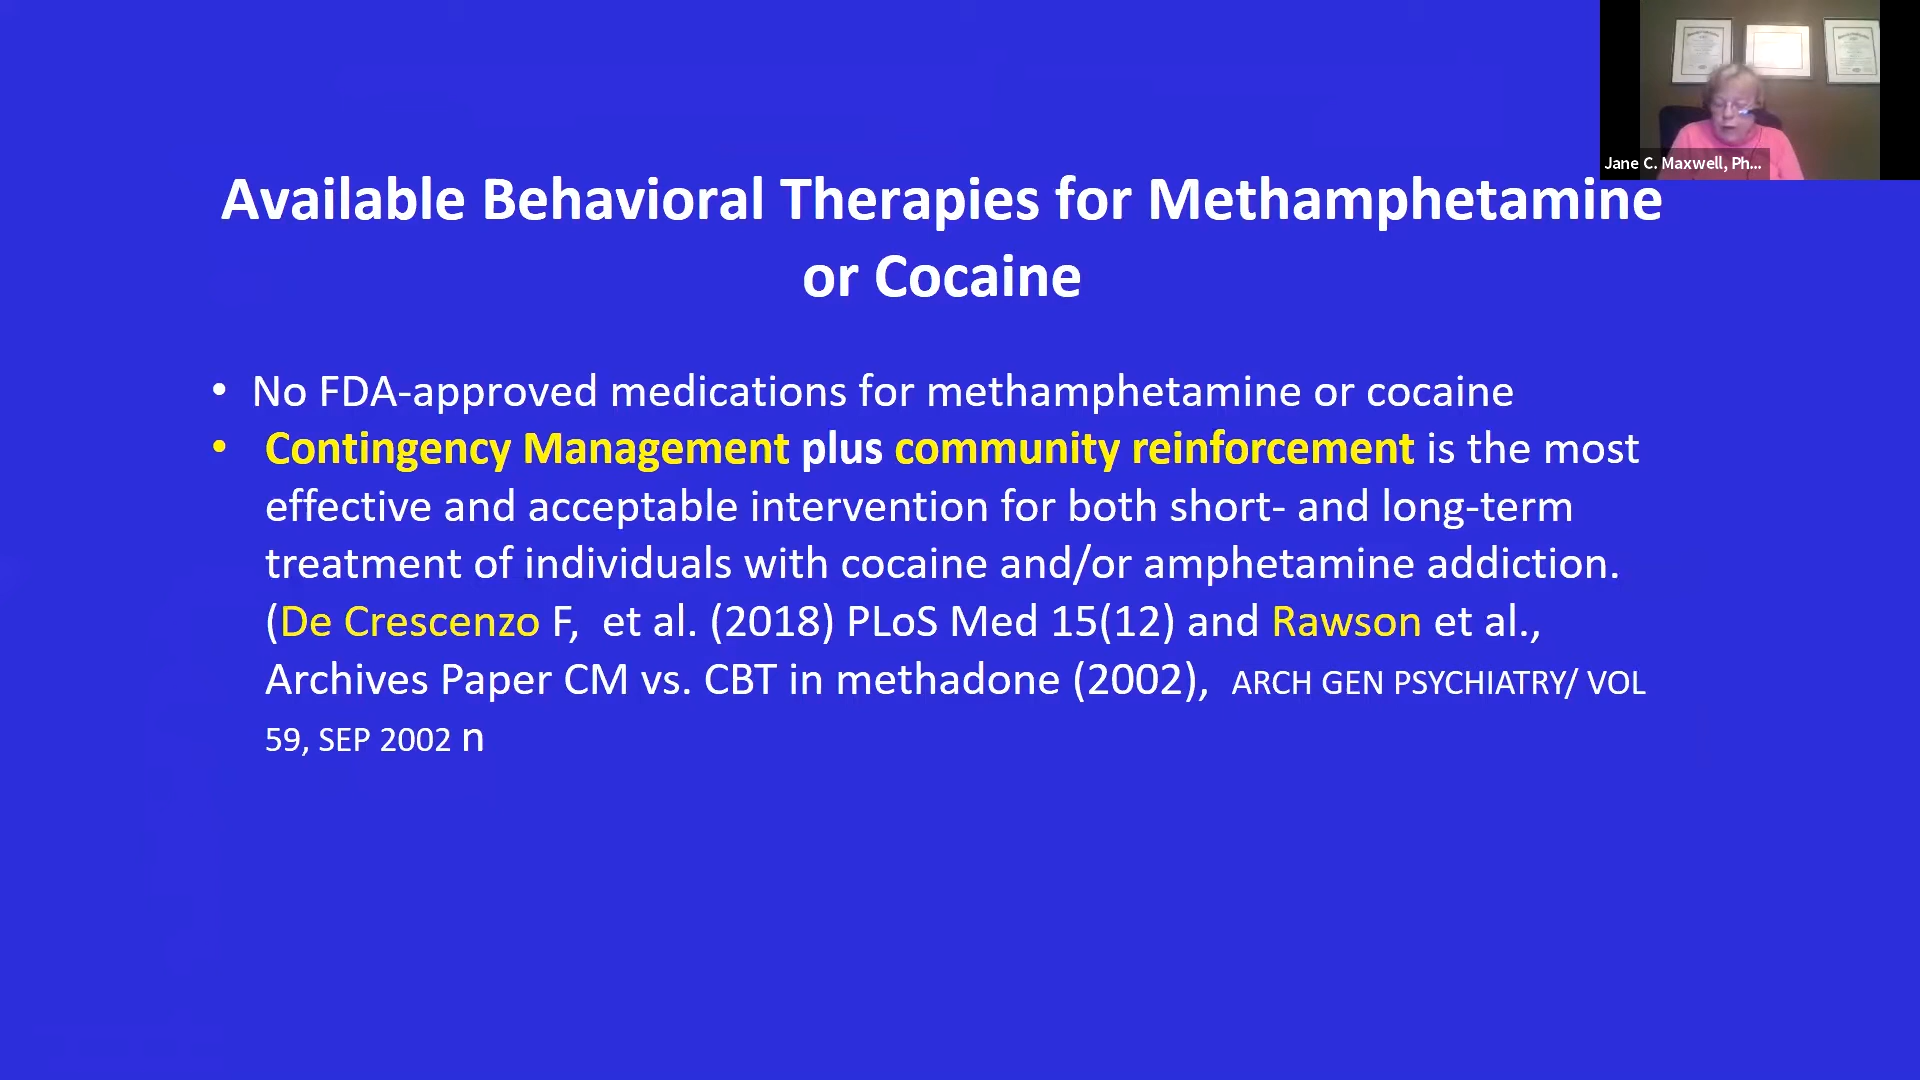 Jane C. Maxwell, Ph...
Available Behavioral Therapies for Methamphetamine
or Cocaine
• No FDA-approved medications for methamphetamine or cocaine
• Contingency Management plus community reinforcement is the most
effective and acceptable intervention for both short- and long-term
treatment of individuals with cocaine and/or amphetamine addiction.
(De Crescenzo F, et al. (2018) PLoS Med 15(12) and Rawson et al.,
Archives Paper CM vs. CBT in methadone (2002), ARCH GEN PSYCHIATRY/ VOL
59, SEP 2002 n